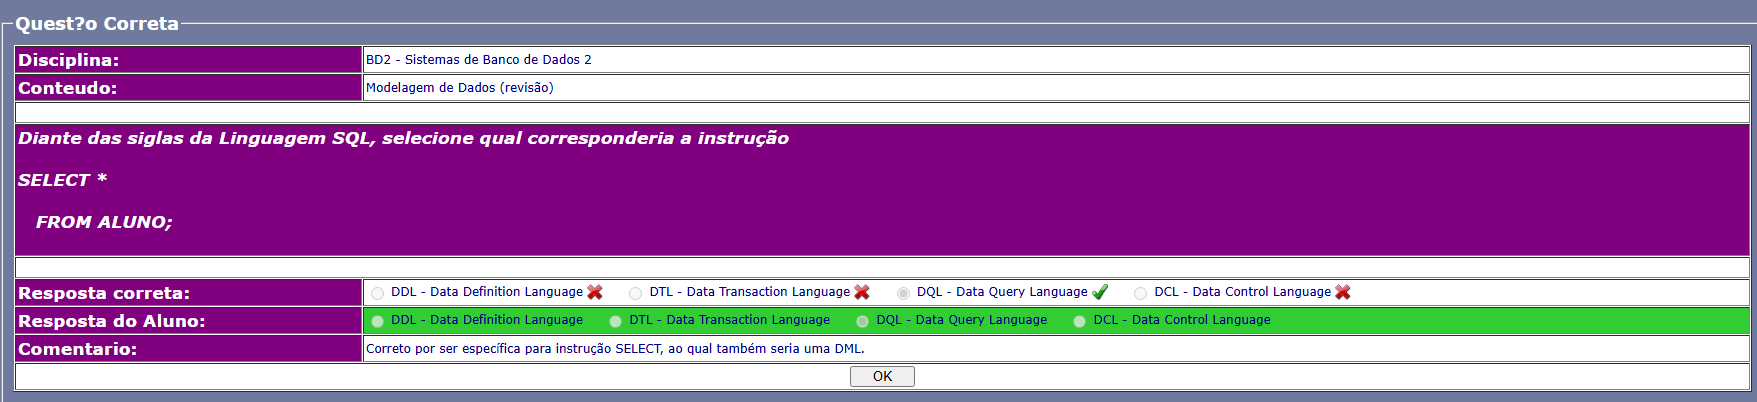 Quest?o Correta
Disciplina: BD2 - Sistemas de Banco de Dados 2
Conteudo: Modelagem de Dados (revisão)
Diante das siglas da Linguagem SQL, selecione qual corresponderia a instrução
SELECT *
FROM ALUNO;
Resposta correta: DDL - Data Definition Language DTL - Data Transaction Language DQL - Data Query Language DCL - Data Control Language
Resposta do Aluno: DDL - Data Definition Language DTL - Data Transaction Language DQL - Data Query Language DCL - Data Control Language
Comentario: Correto por ser específica para instrução SELECT, ao qual também seria uma DML.
OK